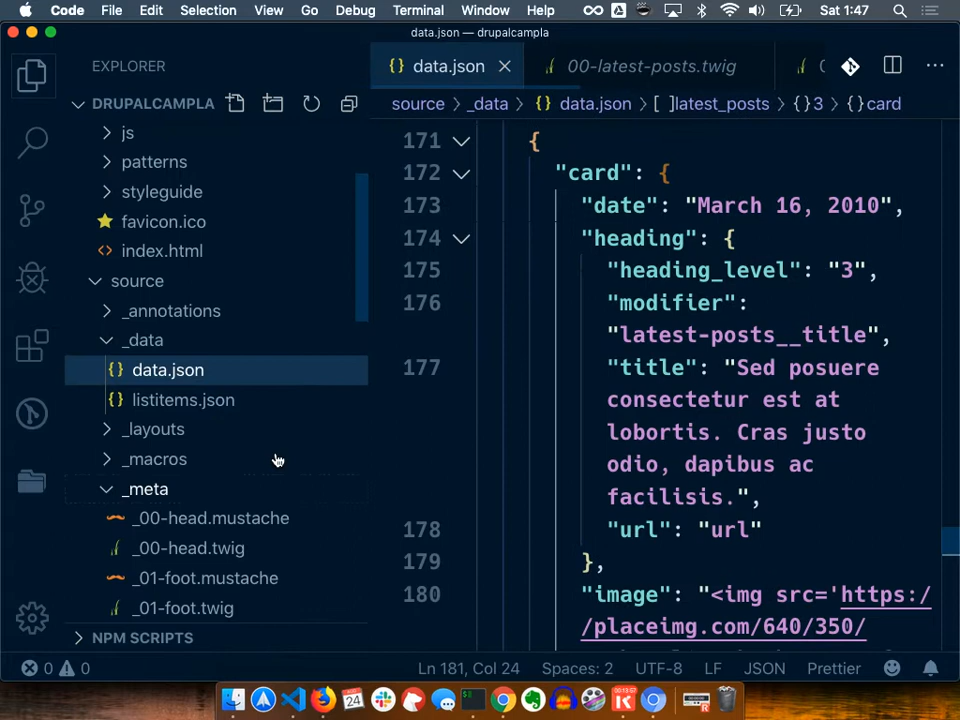 Code File Edit Selection View Go Debug Terminal Window Help Sat 1:47
data.json — drupalcampla
EXPLORER
DRUPALCAMPLA
js
patterns
styleguide
favicon.ico
index.html
source
_annotations
_data
data.json
listitems.json
_layouts
_macros
_meta
_00-head.mustache
_00-head.twig
_01-foot.mustache
_01-foot.twig
NPM SCRIPTS
data.json 00-latest-posts.twig
source > _data > {} data.json > [ ]latest_posts > {}3 > {}card
171 {
172 "card": {
173 "date": "March 16, 2010",
174 "heading": {
175 "heading_level": "3",
176 "modifier":
"latest-posts__title",
177 "title": "Sed posuere
consectetur est at
lobortis. Cras justo
odio, dapibus ac
facilisis.",
178 "url": "url"
179 },
180 "image": "<img src='https:/
/placeimg.com/640/350/
0 0 Ln 181, Col 24 Spaces: 2 UTF-8 LF JSON Prettier